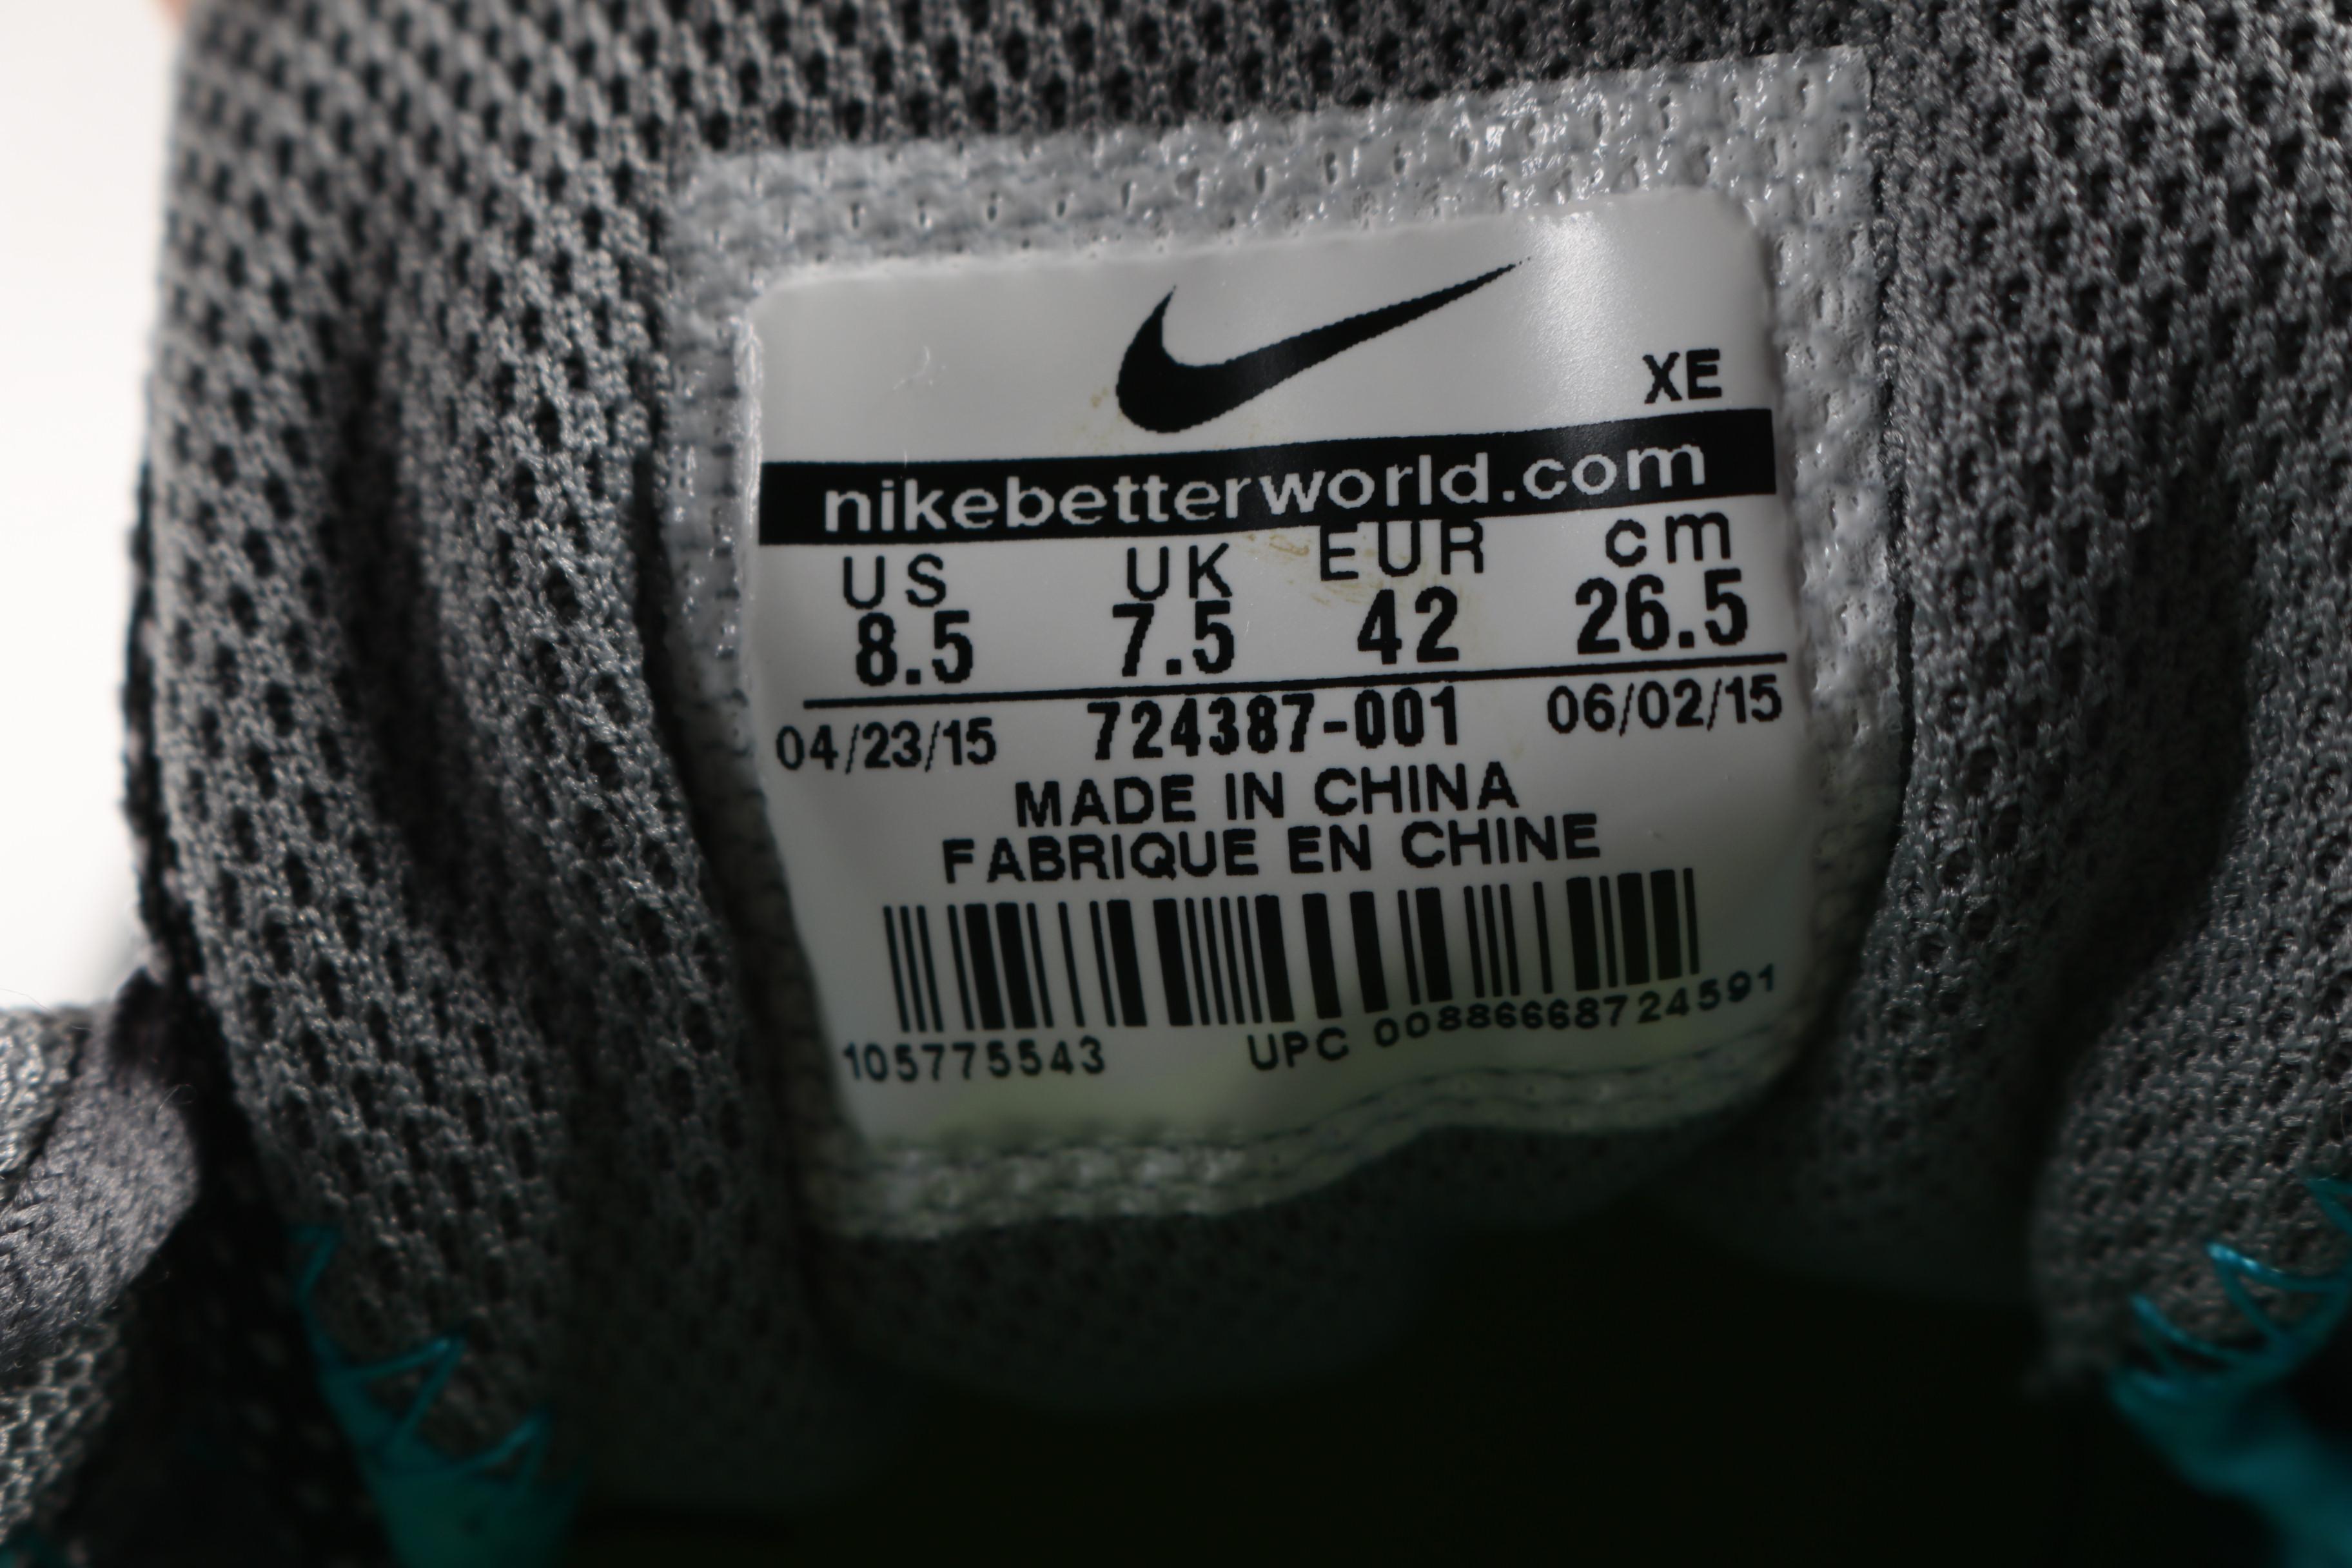 XE
nikebetterworld.com
US UK EUR cm
8.5 7.5 42 26.5
04/23/15 724387-001 06/02/15
MADE IN CHINA
FABRIQUE EN CHINE
105775543 UPC 00886668724591